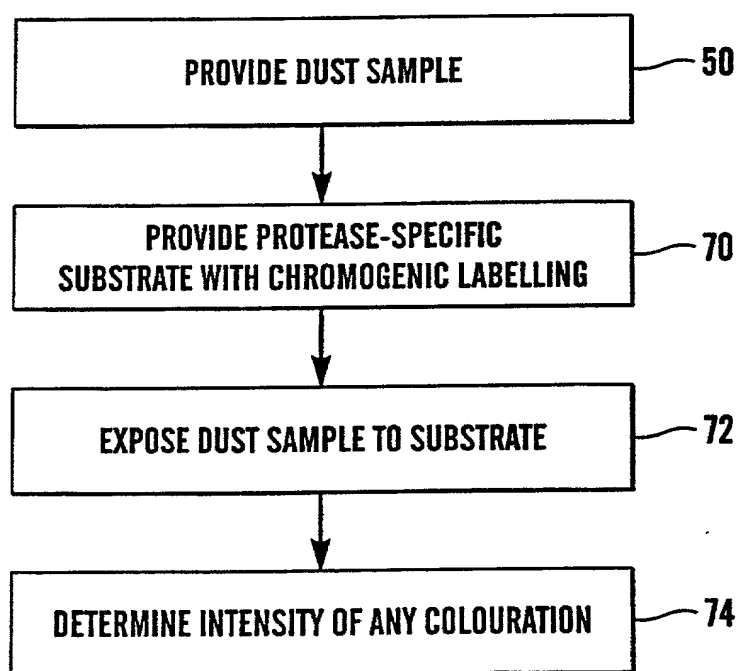 PROVIDE DUST SAMPLE
50
PROVIDE PROTEASE-SPECIFIC
SUBSTRATE WITH CHROMOGENIC LABELLING
70
EXPOSE DUST SAMPLE TO SUBSTRATE
72
DETERMINE INTENSITY OF ANY COLOURATION
74